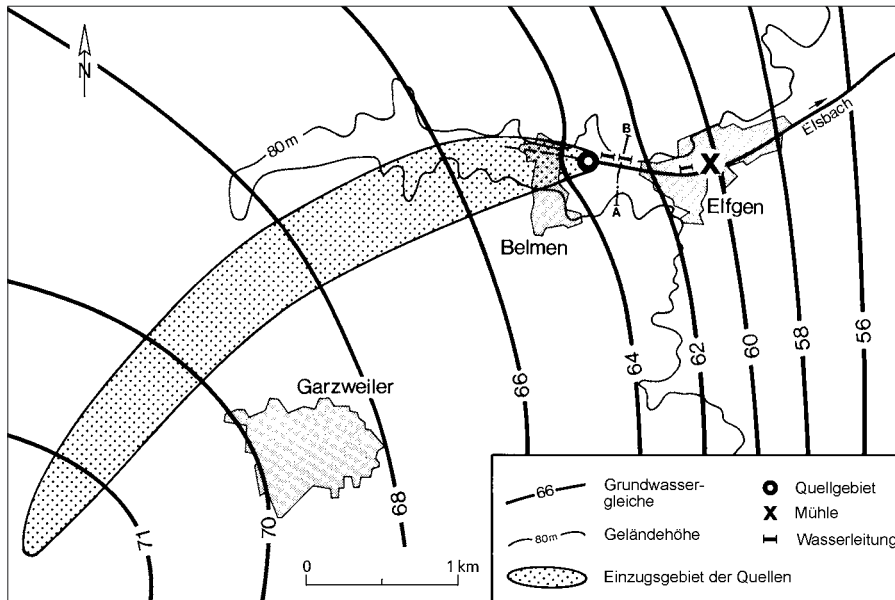 N
80m
B
A
Elsbach
Elfgen
Belmen
Garzweiler
71
70
68
66
64
62
60
58
56
0 1 km
66 Grundwasser-
gleiche
80m Geländehöhe
Einzugsgebiet der Quellen
Quellgebiet
X Mühle
Wasserleitung